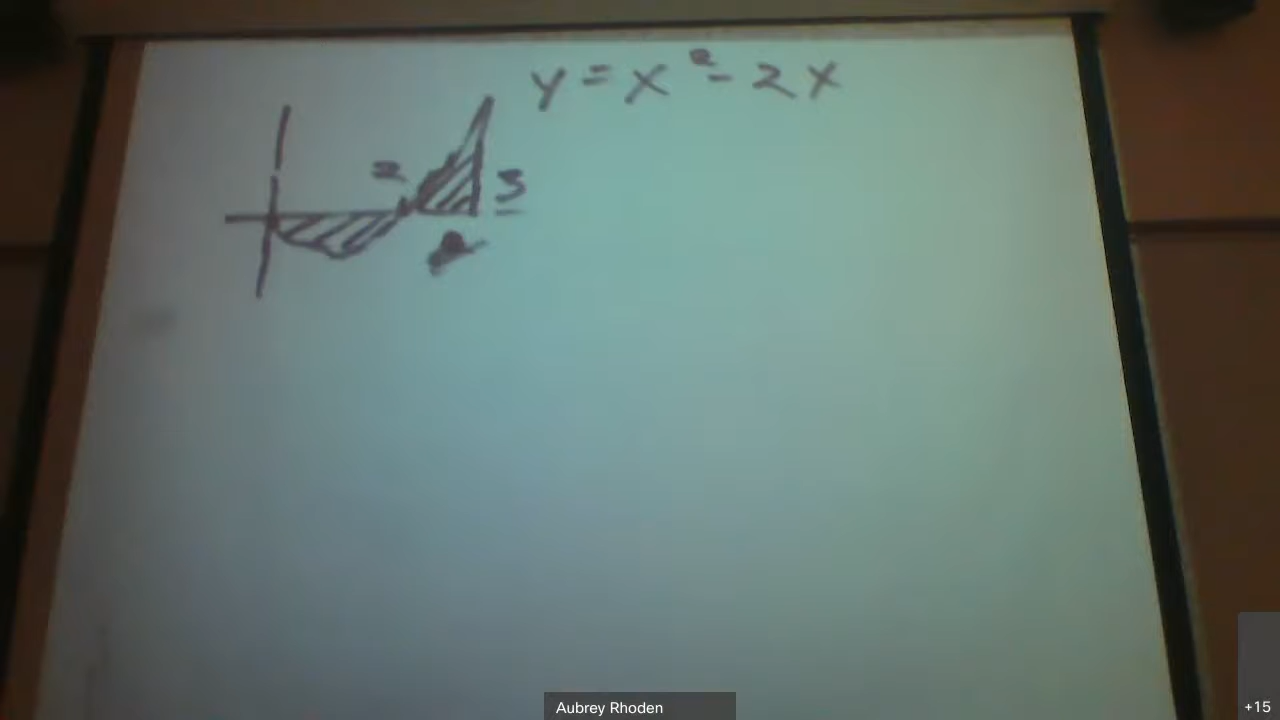 y = x² - 2x
2
3
Aubrey Rhoden
+15